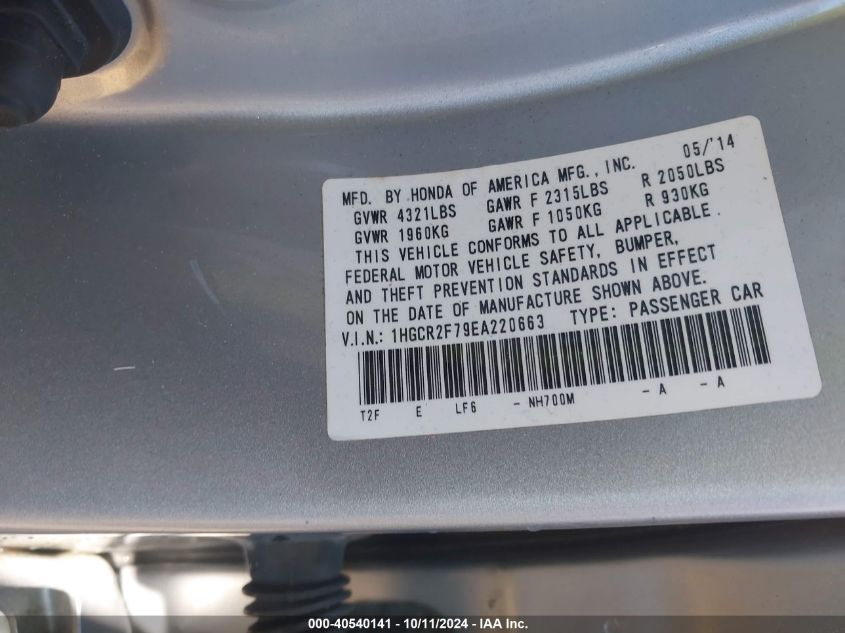 MFD. BY HONDA OF AMERICA MFG., INC. 05/'14
GVWR 4321LBS GAWR F 2315LBS R 2050LBS
GVWR 1960KG GAWR F 1050KG R 930KG
THIS VEHICLE CONFORMS TO ALL APPLICABLE
FEDERAL MOTOR VEHICLE SAFETY, BUMPER,
AND THEFT PREVENTION STANDARDS IN EFFECT
ON THE DATE OF MANUFACTURE SHOWN ABOVE.
V.I.N.: 1HGCR2F79EA220663 TYPE: PASSENGER CAR
T2F E LF6 - NH700M - A - A
000-40540141 - 10/11/2024 - IAA Inc.